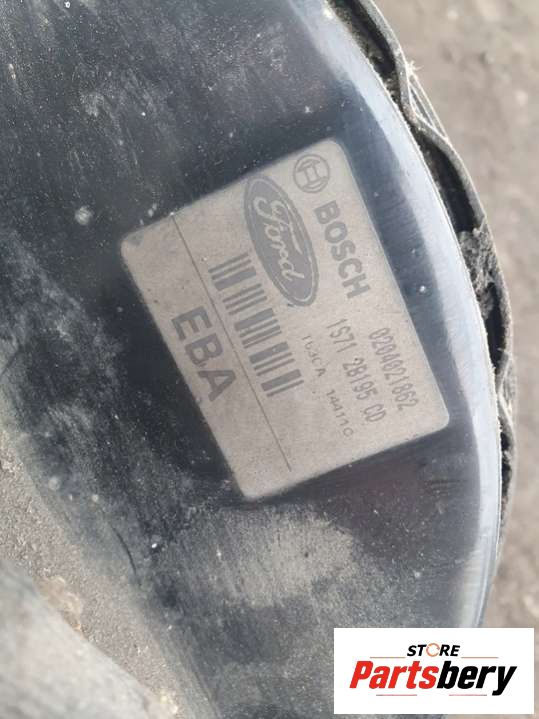 BOSCH
0204021862
Ford
1S71 2B195 CD
EBA
STORE
Partsbery